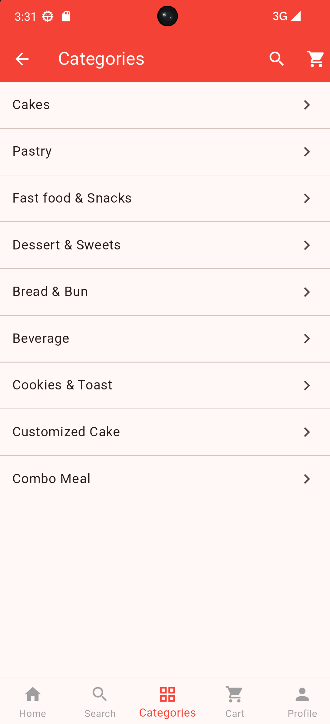 3:31
3G
Categories
Cakes
Pastry
Fast food & Snacks
Dessert & Sweets
Bread & Bun
Beverage
Cookies & Toast
Customized Cake
Combo Meal
Home
Search
Categories
Cart
Profile